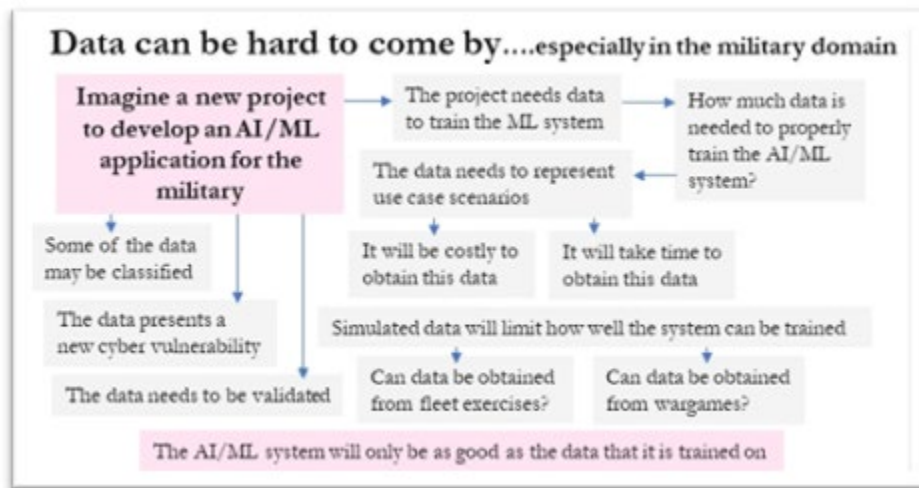 Data can be hard to come by....especially in the military domain
Imagine a new project
to develop an AI/ML
application for the
military
The project needs data
to train the ML system
How much data is
needed to properly
train the AI/ML
system?
The data needs to represent
use case scenarios
Some of the data
may be classified
It will be costly to
obtain this data
It will take time to
obtain this data
The data presents a
new cyber vulnerability
Simulated data will limit how well the system can be trained
The data needs to be validated
Can data be obtained
from fleet exercises?
Can data be obtained
from wargames?
The AI/ML system will only be as good as the data that it is trained on